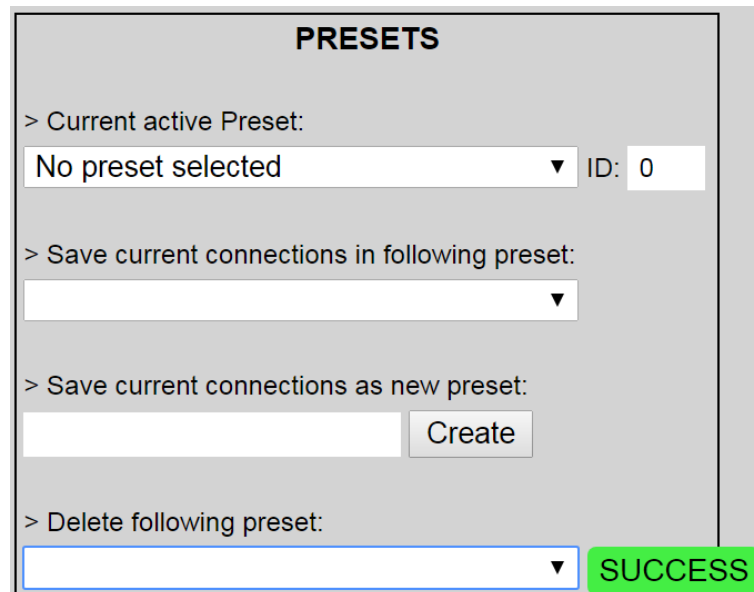 PRESETS
> Current active Preset:
No preset selected ▼ ID: 0
> Save current connections in following preset:
▼
> Save current connections as new preset:
Create
> Delete following preset:
▼ SUCCESS